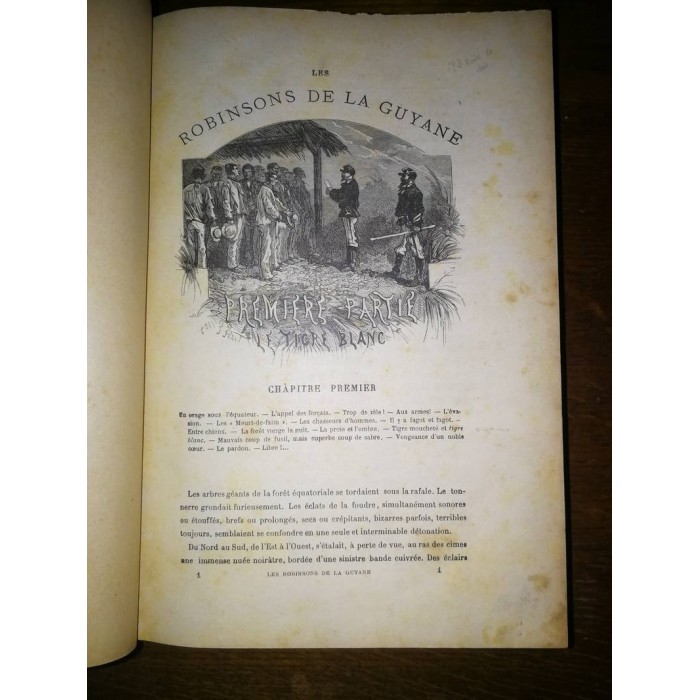 LES
ROBINSONS DE LA GUYANE
PREMIÈRE PARTIE
LE TIGRE BLANC
CHAPITRE PREMIER
En orage sous l'équateur. — L'appel des forçats. — Trop de zèle! — Aux armes! — L'éva-
sion. — Les « Meurt-de-faim ». — Les chasseurs d'hommes. — Il y a fagot et fagot. —
Entre chiens. — La forêt vierge la nuit. — La proie et l'ombre. — Tigre moucheté et tigre
blanc. — Mauvais coup de fusil, mais superbe coup de sabre. — Vengeance d'un noble
cœur. — Le pardon. — Libre!...
Les arbres géants de la forêt équatoriale se tordaient sous la rafale. Le ton-
nerre grondait furieusement. Les éclats de la foudre, simultanément sonores
ou étouffés, brefs ou prolongés, secs ou crépitants, bizarres parfois, terribles
toujours, semblaient se confondre en une seule et interminable détonation.
Du Nord au Sud, de l'Est à l'Ouest, s'étalait, à perte de vue, au ras des cimes
une immense nuée noirâtre, bordée d'une sinistre bande cuivrée. Des éclairs
1 LES ROBINSONS DE LA GUYANE 1